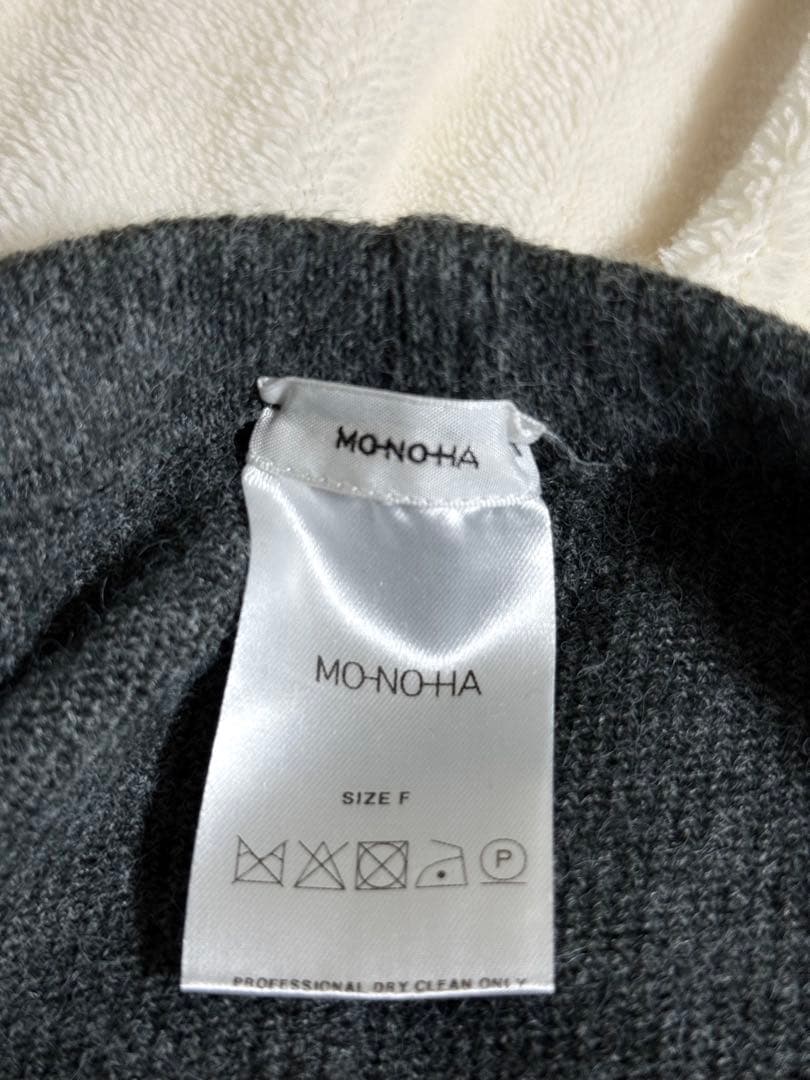 MO-NO-HA
MO-NO-HA
SIZE F
P
PROFESSIONAL DRY CLEAN ONLY